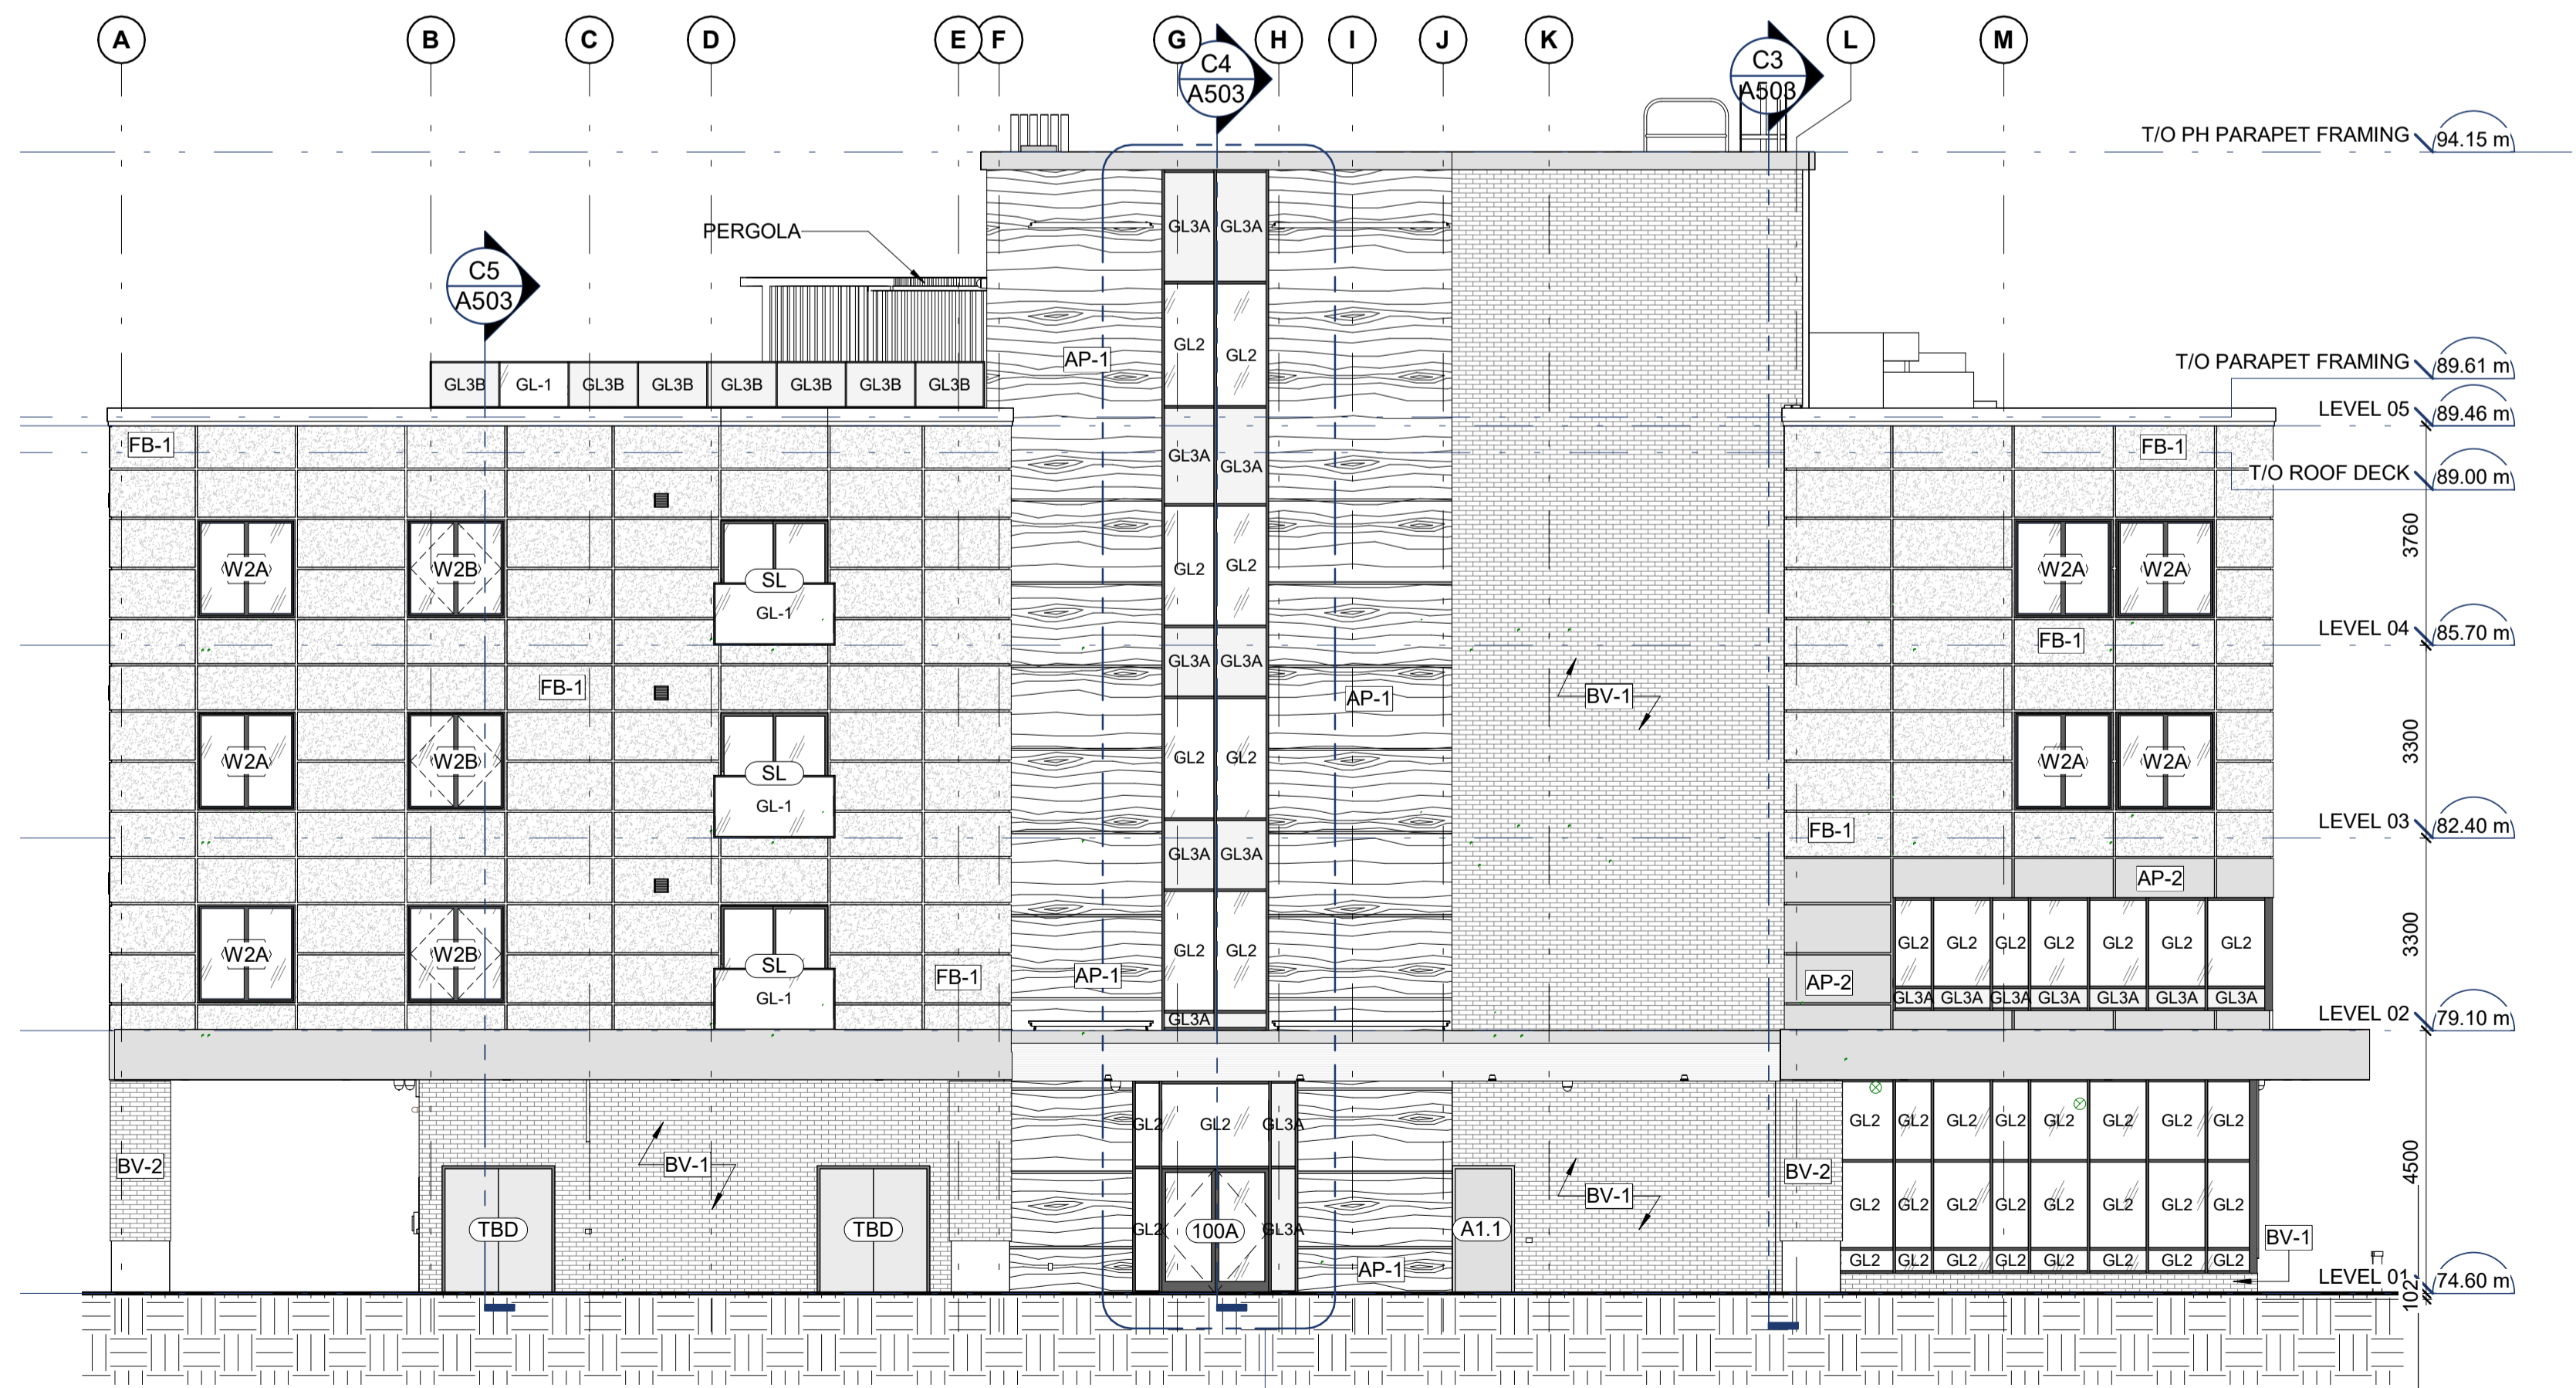 A B C D E F G H I J K L M
C4
A503
C3
A503
T/O PH PARAPET FRAMING 94.15 m
PERGOLA
GL3A GL3A
C5
A503
AP-1
GL2 GL2
T/O PARAPET FRAMING 89.61 m
GL3B GL-1 GL3B GL3B GL3B GL3B GL3B GL3B
LEVEL 05 89.46 m
FB-1
FB-1
GL3A GL3A
T/O ROOF DECK 89.00 m
3760
W2A W2B SL GL2 GL2 W2A W2A
GL-1
LEVEL 04 85.70 m
FB-1
GL3A GL3A
FB-1
AP-1
BV-1
3300
W2A W2B SL GL2 GL2 W2A W2A
GL-1
LEVEL 03 82.40 m
FB-1
GL3A GL3A
AP-2
3300
W2A W2B SL GL2 GL2
GL2 GL2 GL2 GL2 GL2 GL2 GL2
FB-1
AP-1
AP-2
GL-1
GL3A GL3A GL3A GL3A GL3A GL3A GL3A
LEVEL 02 79.10 m
GL3A
GL2 GL2 GL3A
GL2 GL2 GL2 GL2 GL2 GL2 GL2 GL2
BV-2
BV-1
BV-2
4500
BV-1
GL2 GL2 GL2 GL2 GL2 GL2 GL2 GL2
TBD TBD GL2 100A GL3A A1.1
BV-1
AP-1
GL2 GL2 GL2 GL2 GL2 GL2 GL2 GL2
LEVEL 01 74.60 m
102